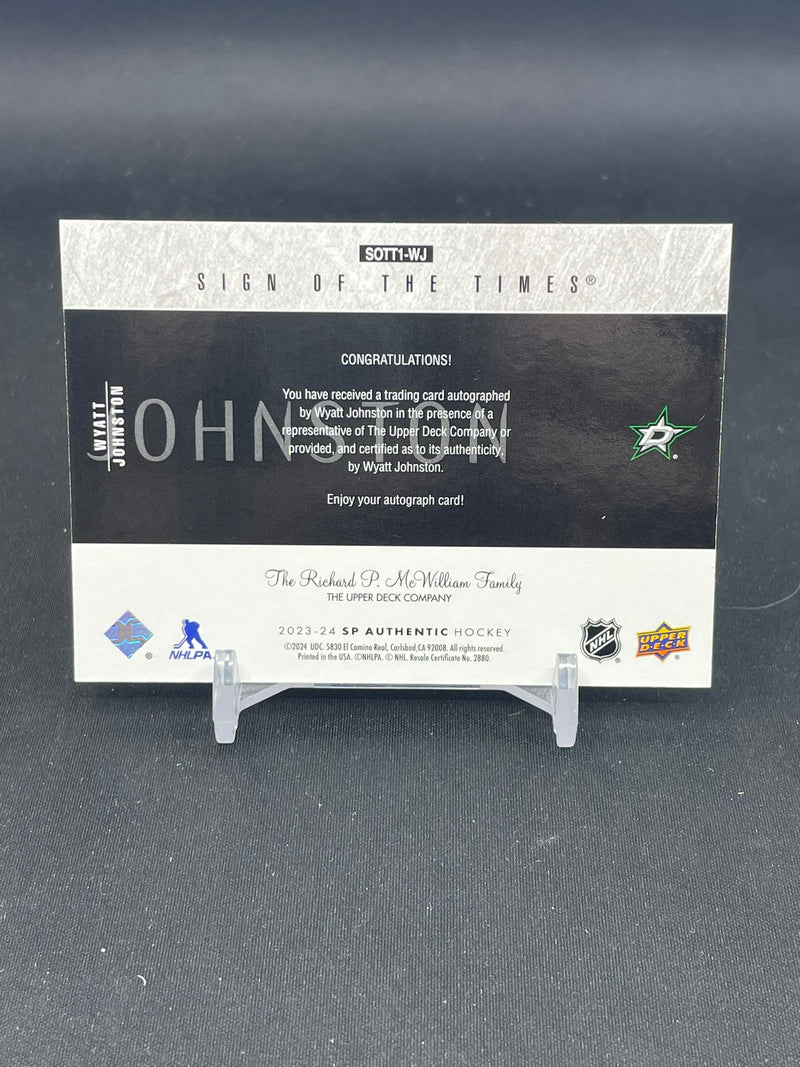 SOTT1-WJ
SIGN OF THE TIMES®
CONGRATULATIONS!
WYATT
JOHNSTON
JOHNSTON
You have received a trading card autographed
by Wyatt Johnston in the presence of a
representative of The Upper Deck Company or
provided, and certified as to its authenticity,
by Wyatt Johnston.
Enjoy your autograph card!
D
The Richard P. McWilliam Family
THE UPPER DECK COMPANY
2023-24 SP AUTHENTIC HOCKEY
©2024 UDC. 5830 El Camino Real, Carlsbad, CA 92008. All rights reserved.
Printed in the USA. ©NHLPA. © NHL. Resale Certificate No. 2880.
NHLPA
NHL
UPPER
DECK